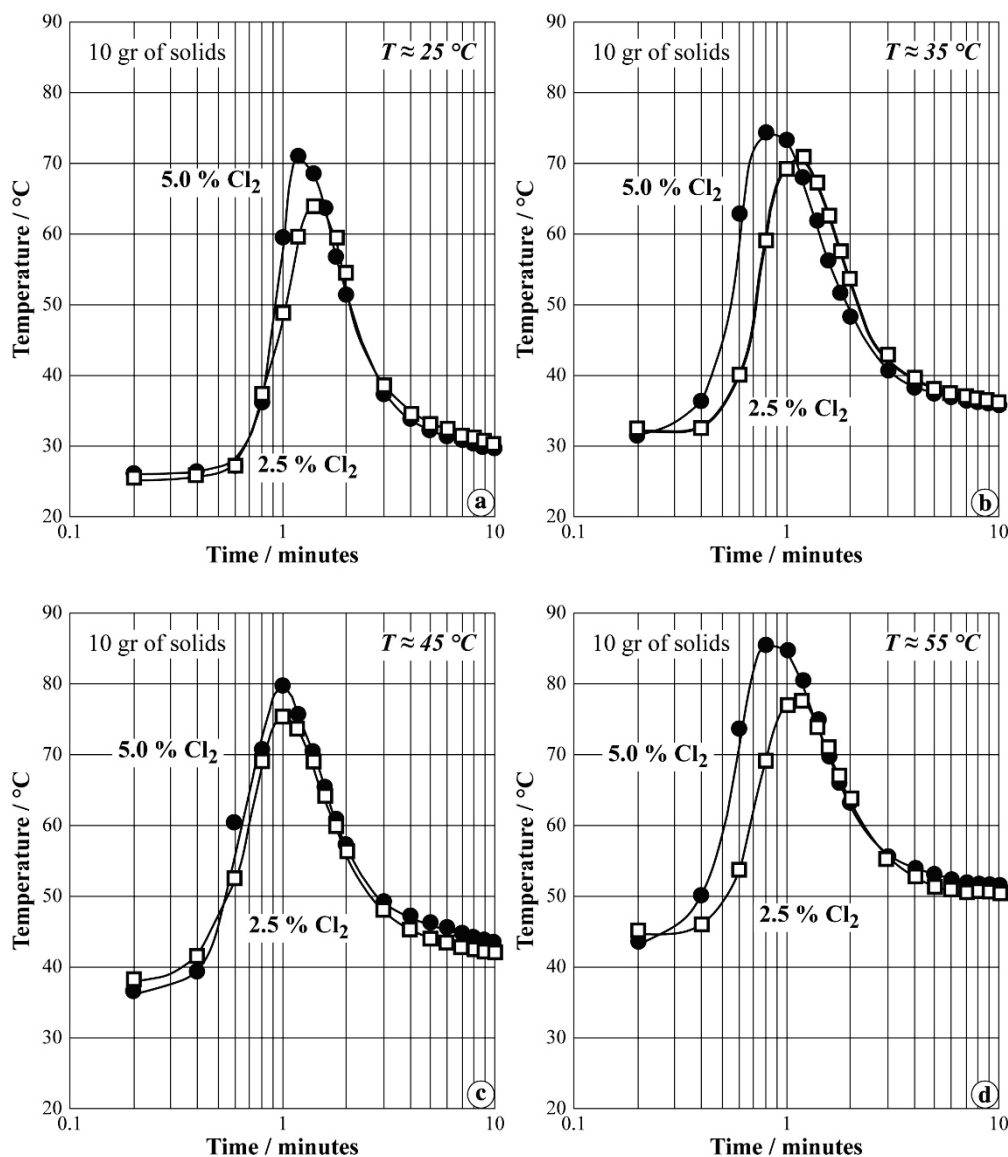 90
80
70
60
50
40
30
20
Temperature / °C
10 gr of solids
T ≈ 25 °C
5.0 % Cl2
2.5 % Cl2
a
0.1
1
10
Time / minutes
90
80
70
60
50
40
30
20
Temperature / °C
10 gr of solids
T ≈ 35 °C
5.0 % Cl2
2.5 % Cl2
b
0.1
1
10
Time / minutes
90
80
70
60
50
40
30
20
Temperature / °C
10 gr of solids
T ≈ 45 °C
5.0 % Cl2
2.5 % Cl2
c
0.1
1
10
Time / minutes
90
80
70
60
50
40
30
20
Temperature / °C
10 gr of solids
T ≈ 55 °C
5.0 % Cl2
2.5 % Cl2
d
0.1
1
10
Time / minutes